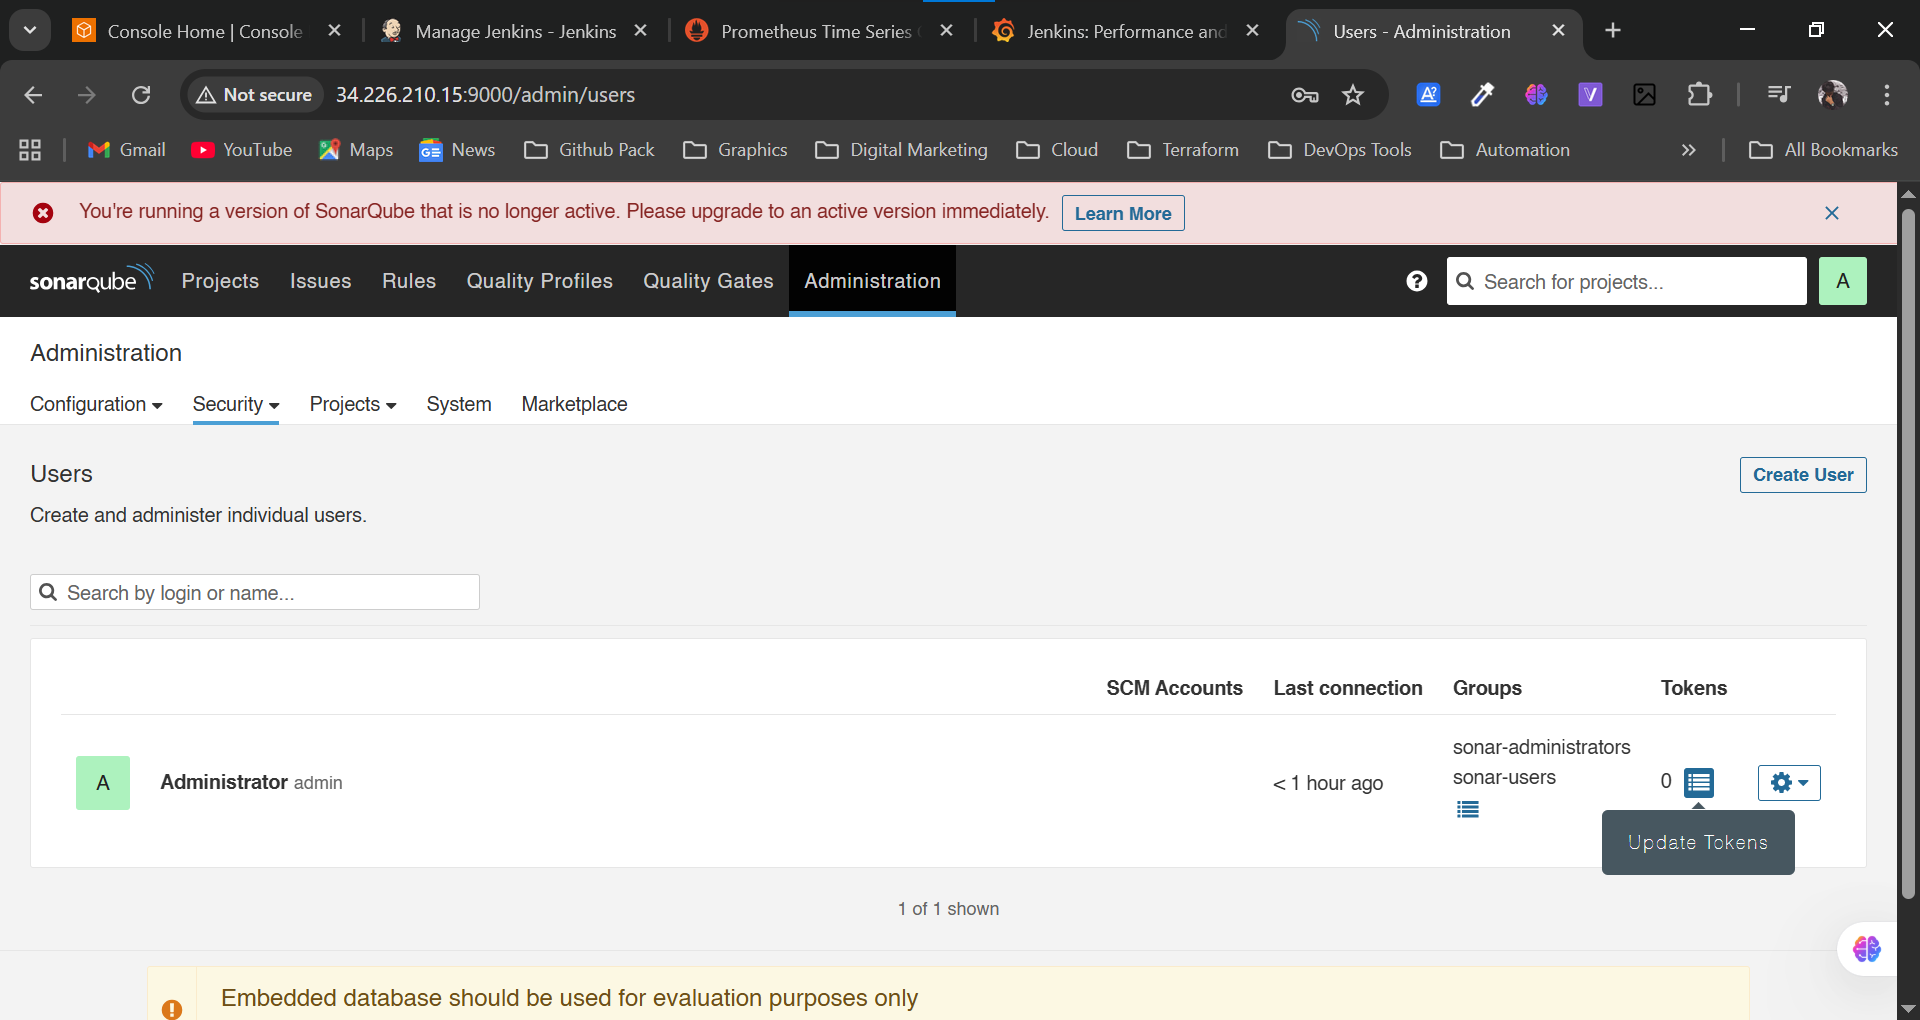 Console Home | Console
Manage Jenkins - Jenkins
Prometheus Time Series
Jenkins: Performance and
Users - Administration
Not secure
34.226.210.15:9000/admin/users
Gmail
YouTube
Maps
News
Github Pack
Graphics
Digital Marketing
Cloud
Terraform
DevOps Tools
Automation
All Bookmarks
You're running a version of SonarQube that is no longer active. Please upgrade to an active version immediately.
Learn More
sonarqube
Projects
Issues
Rules
Quality Profiles
Quality Gates
Administration
Search for projects...
A
Administration
Configuration
Security
Projects
System
Marketplace
Users
Create User
Create and administer individual users.
Search by login or name...
SCM Accounts
Last connection
Groups
Tokens
A
Administrator admin
< 1 hour ago
sonar-administrators
sonar-users
0
Update Tokens
1 of 1 shown
Embedded database should be used for evaluation purposes only